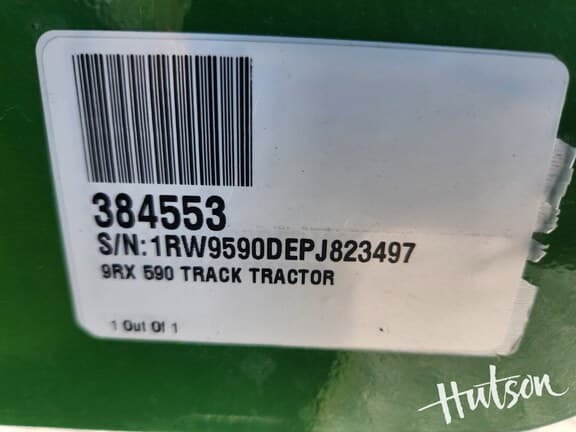 384553
S/N: 1RW9590DEPJ823497
9RX 590 TRACK TRACTOR
1 Out Of 1
Hutson